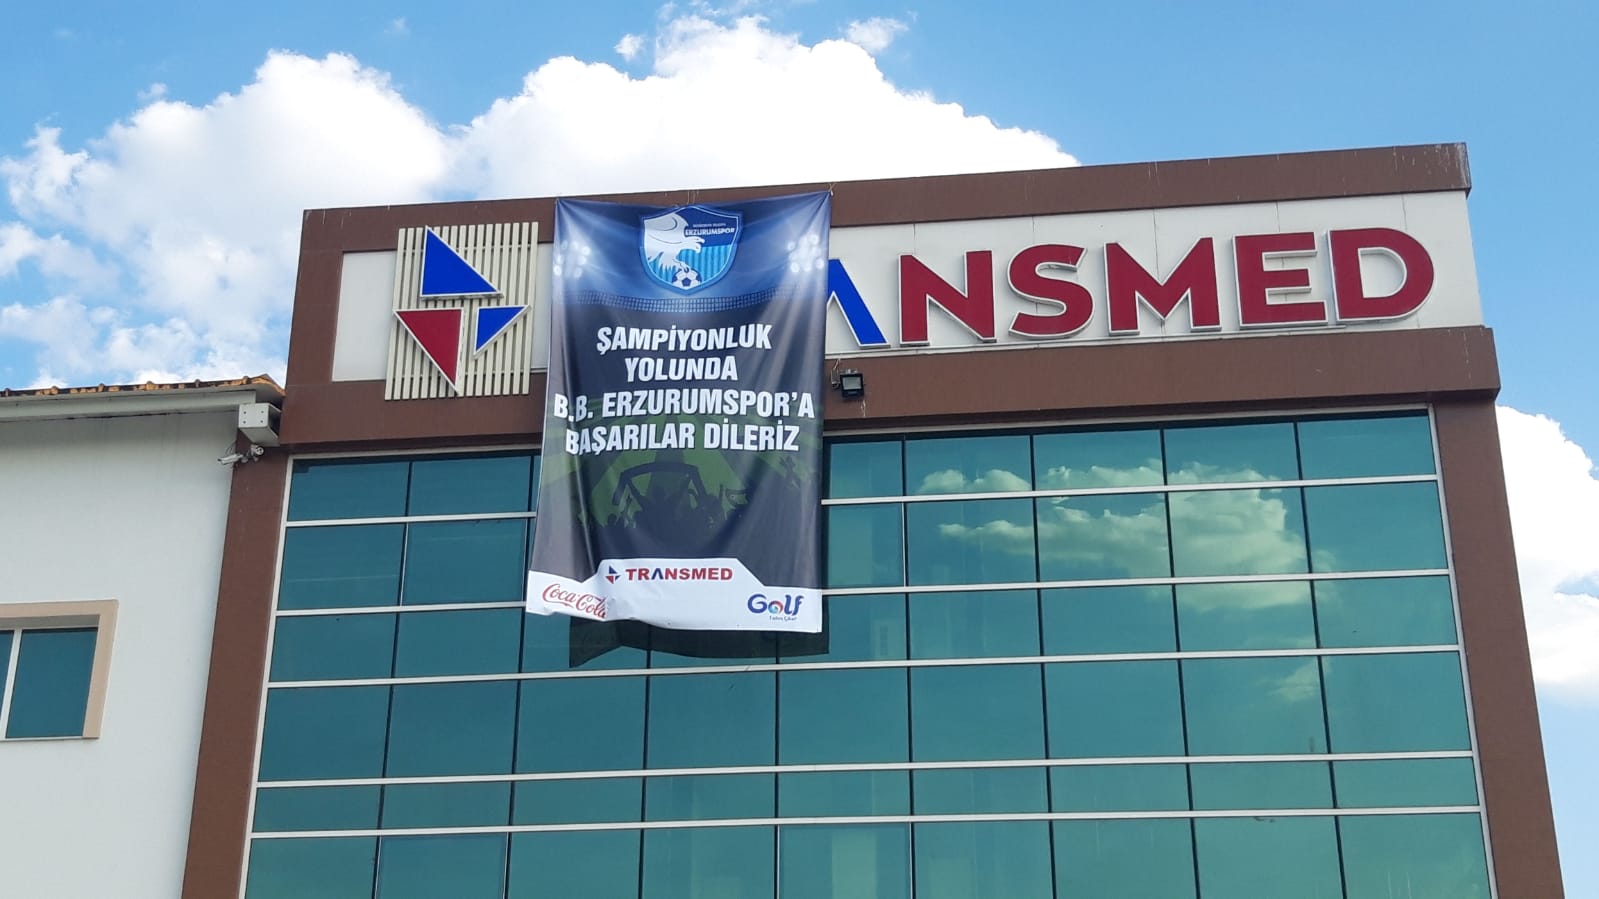 ERZURUMSPOR
ŞAMPİYONLUK
YOLUNDA
B.B. ERZURUMSPOR'A
BAŞARILAR DİLERİZ
TRANSMED
Coca-Cola
Golf
ANSMED